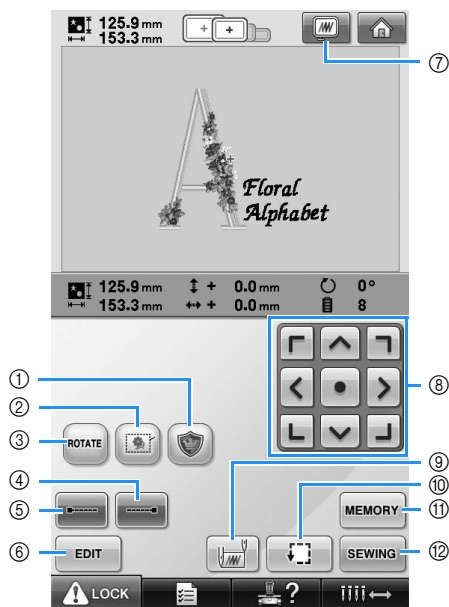 125.9 mm
153.3 mm
⑦
Floral
Alphabet
125.9 mm + 0.0 mm 0°
153.3 mm + 0.0 mm 8
①
②
③ ROTATE
④
⑤
⑥ EDIT
⑧
⑨
⑩
MEMORY ⑪
SEWING ⑫
LOCK ?